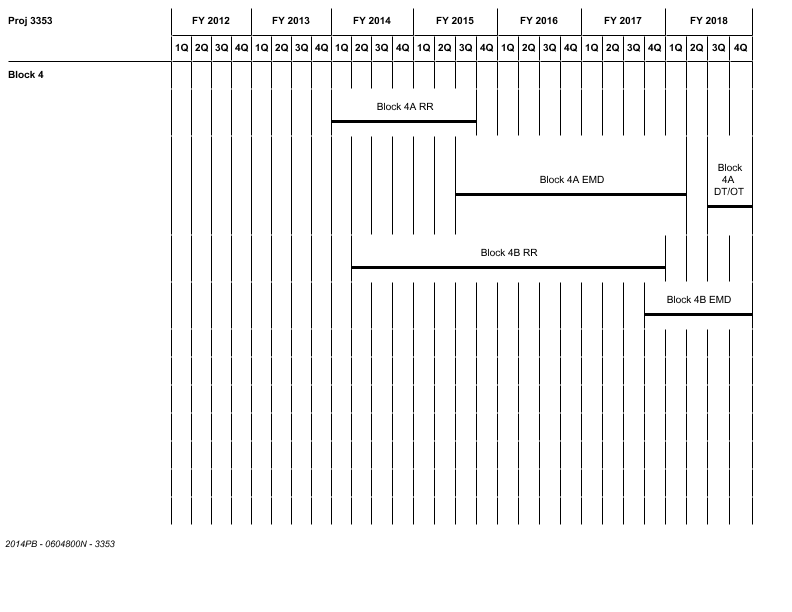 Proj 3353 FY 2012 FY 2013 FY 2014 FY 2015 FY 2016 FY 2017 FY 2018
1Q 2Q 3Q 4Q 1Q 2Q 3Q 4Q 1Q 2Q 3Q 4Q 1Q 2Q 3Q 4Q 1Q 2Q 3Q 4Q 1Q 2Q 3Q 4Q 1Q 2Q 3Q 4Q
Block 4
Block 4A RR
Block 4A EMD
Block
4A
DT/OT
Block 4B RR
Block 4B EMD
2014PB - 0604800N - 3353